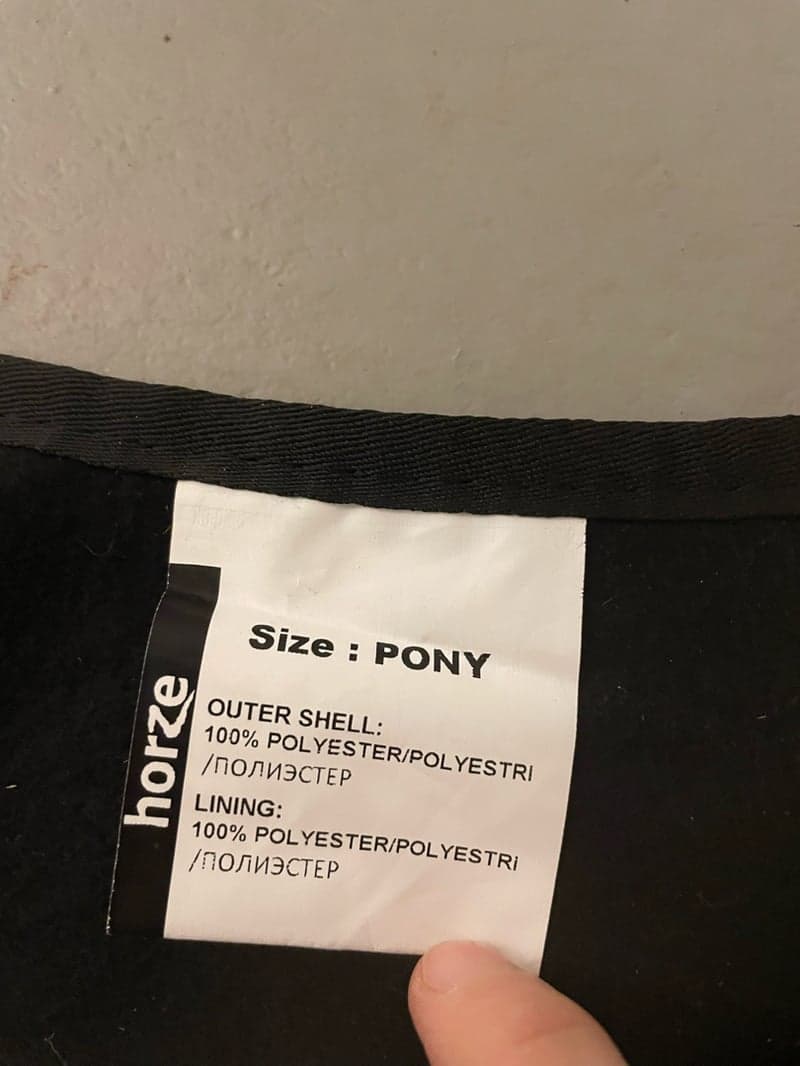 Size : PONY
OUTER SHELL:
100% POLYESTER/POLYESTRI
/ПОЛИЭСТЕР
LINING:
100% POLYESTER/POLYESTRi
/ПОЛИЭСТЕР
horze